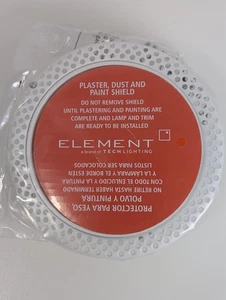 PLASTER, DUST AND
PAINT SHIELD
DO NOT REMOVE SHIELD
UNTIL PLASTERING AND PAINTING ARE
COMPLETE AND LAMP AND TRIM
ARE READY TO BE INSTALLED
ELEMENT
a brand of TECH LIGHTING
PROTECTOR PARA YESO,
POLVO Y PINTURA
NO RETIRE HASTA HABER TERMINADO
CON TODO EL ENLUCIDO Y LA PINTURA
Y LA LAMPARA Y EL BORDE ESTEN
LISTOS PARA SER COLOCADOS